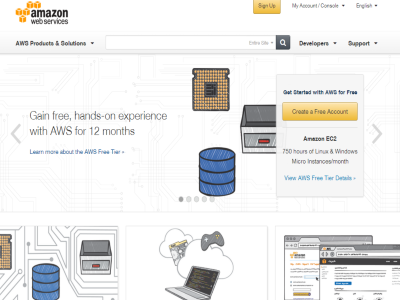 amazon
web services
Sign Up
My Account / Console
English
AWS Products & Solutions
Entire Site
Developers
Support
Gain free, hands-on experience
with AWS for 12 months
Learn more about the AWS Free Tier »
Get Started with AWS for Free
Create a Free Account
Amazon EC2
750 hours of Linux & Windows
Micro Instances/month
View AWS Free Tier Details »